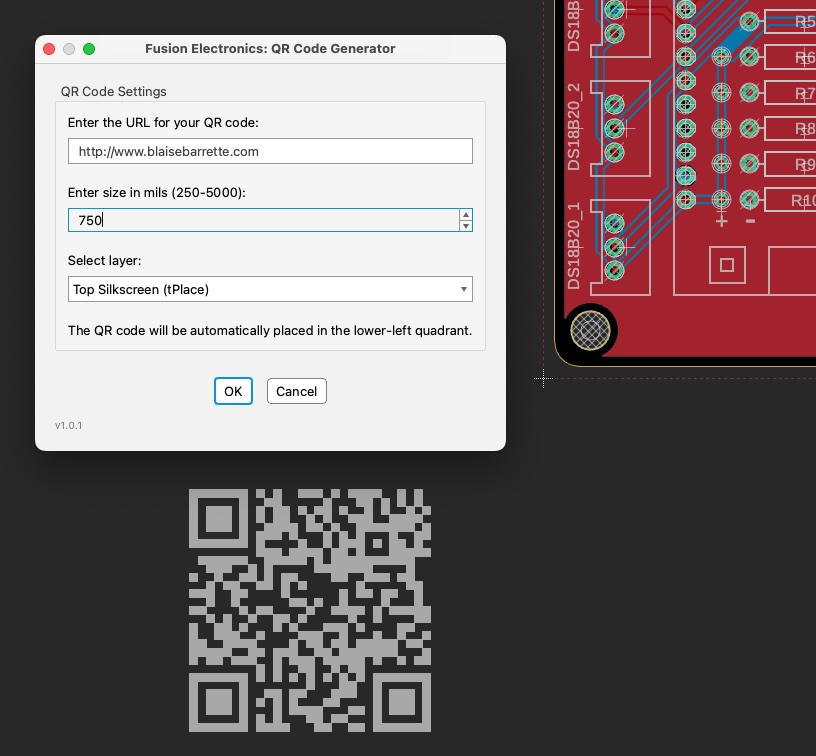 Fusion Electronics: QR Code Generator
QR Code Settings
Enter the URL for your QR code:
http://www.blaisebarrette.com
Enter size in mils (250-5000):
750
Select layer:
Top Silkscreen (tPlace)
The QR code will be automatically placed in the lower-left quadrant.
OK
Cancel
v1.0.1
DS18B
DS18B20_2
DS18B20_1
R5
R6
R7
R8
R9
R10
+ -